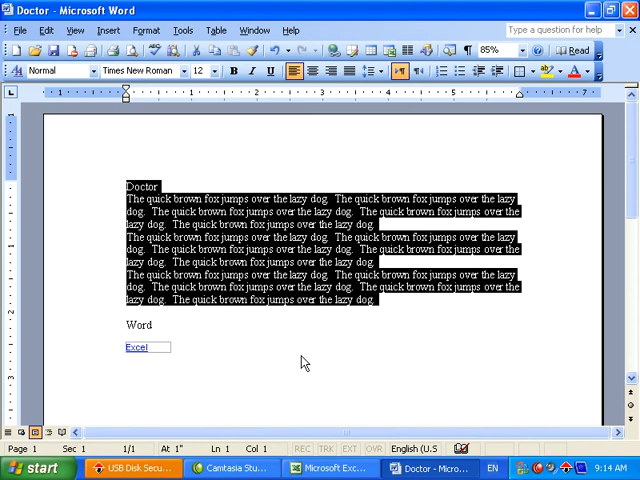 Doctor - Microsoft Word
File Edit View Insert Format Tools Table Window Help Type a question for help
85% Read
Normal Times New Roman 12 B I U
1 1 2 3 4 5 7
Doctor
The quick brown fox jumps over the lazy dog. The quick brown fox jumps over the lazy
dog. The quick brown fox jumps over the lazy dog. The quick brown fox jumps over the
lazy dog. The quick brown fox jumps over the lazy dog.
The quick brown fox jumps over the lazy dog. The quick brown fox jumps over the lazy
dog. The quick brown fox jumps over the lazy dog. The quick brown fox jumps over the
lazy dog. The quick brown fox jumps over the lazy dog.
The quick brown fox jumps over the lazy dog. The quick brown fox jumps over the lazy
dog. The quick brown fox jumps over the lazy dog. The quick brown fox jumps over the
lazy dog. The quick brown fox jumps over the lazy dog.
Word
Excel
Page 1 Sec 1 1/1 At 1" Ln 1 Col 1 REC TRK EXT OVR English (U.S
start USB Disk Secu... Camtasia Stu... Microsoft Exc... Doctor - Micro... EN 9:14 AM